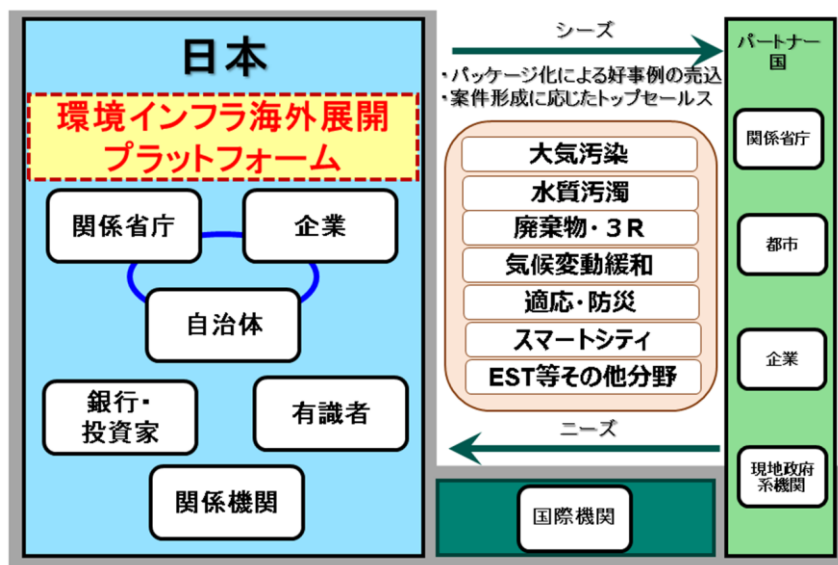 日本
環境インフラ海外展開
プラットフォーム
関係省庁
企業
自治体
銀行・
投資家
有識者
関係機関
シーズ
・パッケージ化による好事例の売込
・案件形成に応じたトップセールス
大気汚染
水質汚濁
廃棄物・３Ｒ
気候変動緩和
適応・防災
スマートシティ
EST等その他分野
ニーズ
国際機関
パートナー
国
関係省庁
都市
企業
現地政府
系機関